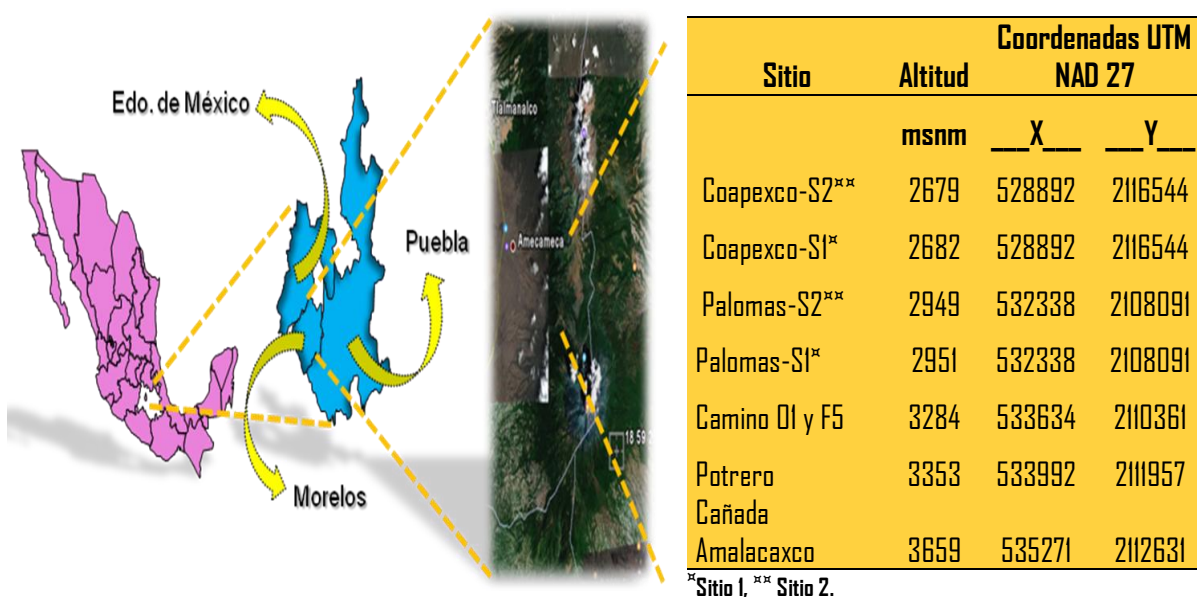 Edo. de México
Puebla
Morelos
Tlalmanalco
Amecameca
Coordenadas UTM
Sitio Altitud NAD 27
msnm ___X___ ___Y___
Coapexco-S2¤¤ 2679 528892 2116544
Coapexco-S1¤ 2682 528892 2116544
Palomas-S2¤¤ 2949 532338 2108091
Palomas-S1¤ 2951 532338 2108091
Camino 01 y F5 3284 533634 2110361
Potrero 3353 533992 2111957
Cañada
Amalacaxco 3659 535271 2112631
¤Sitio 1, ¤¤ Sitio 2.